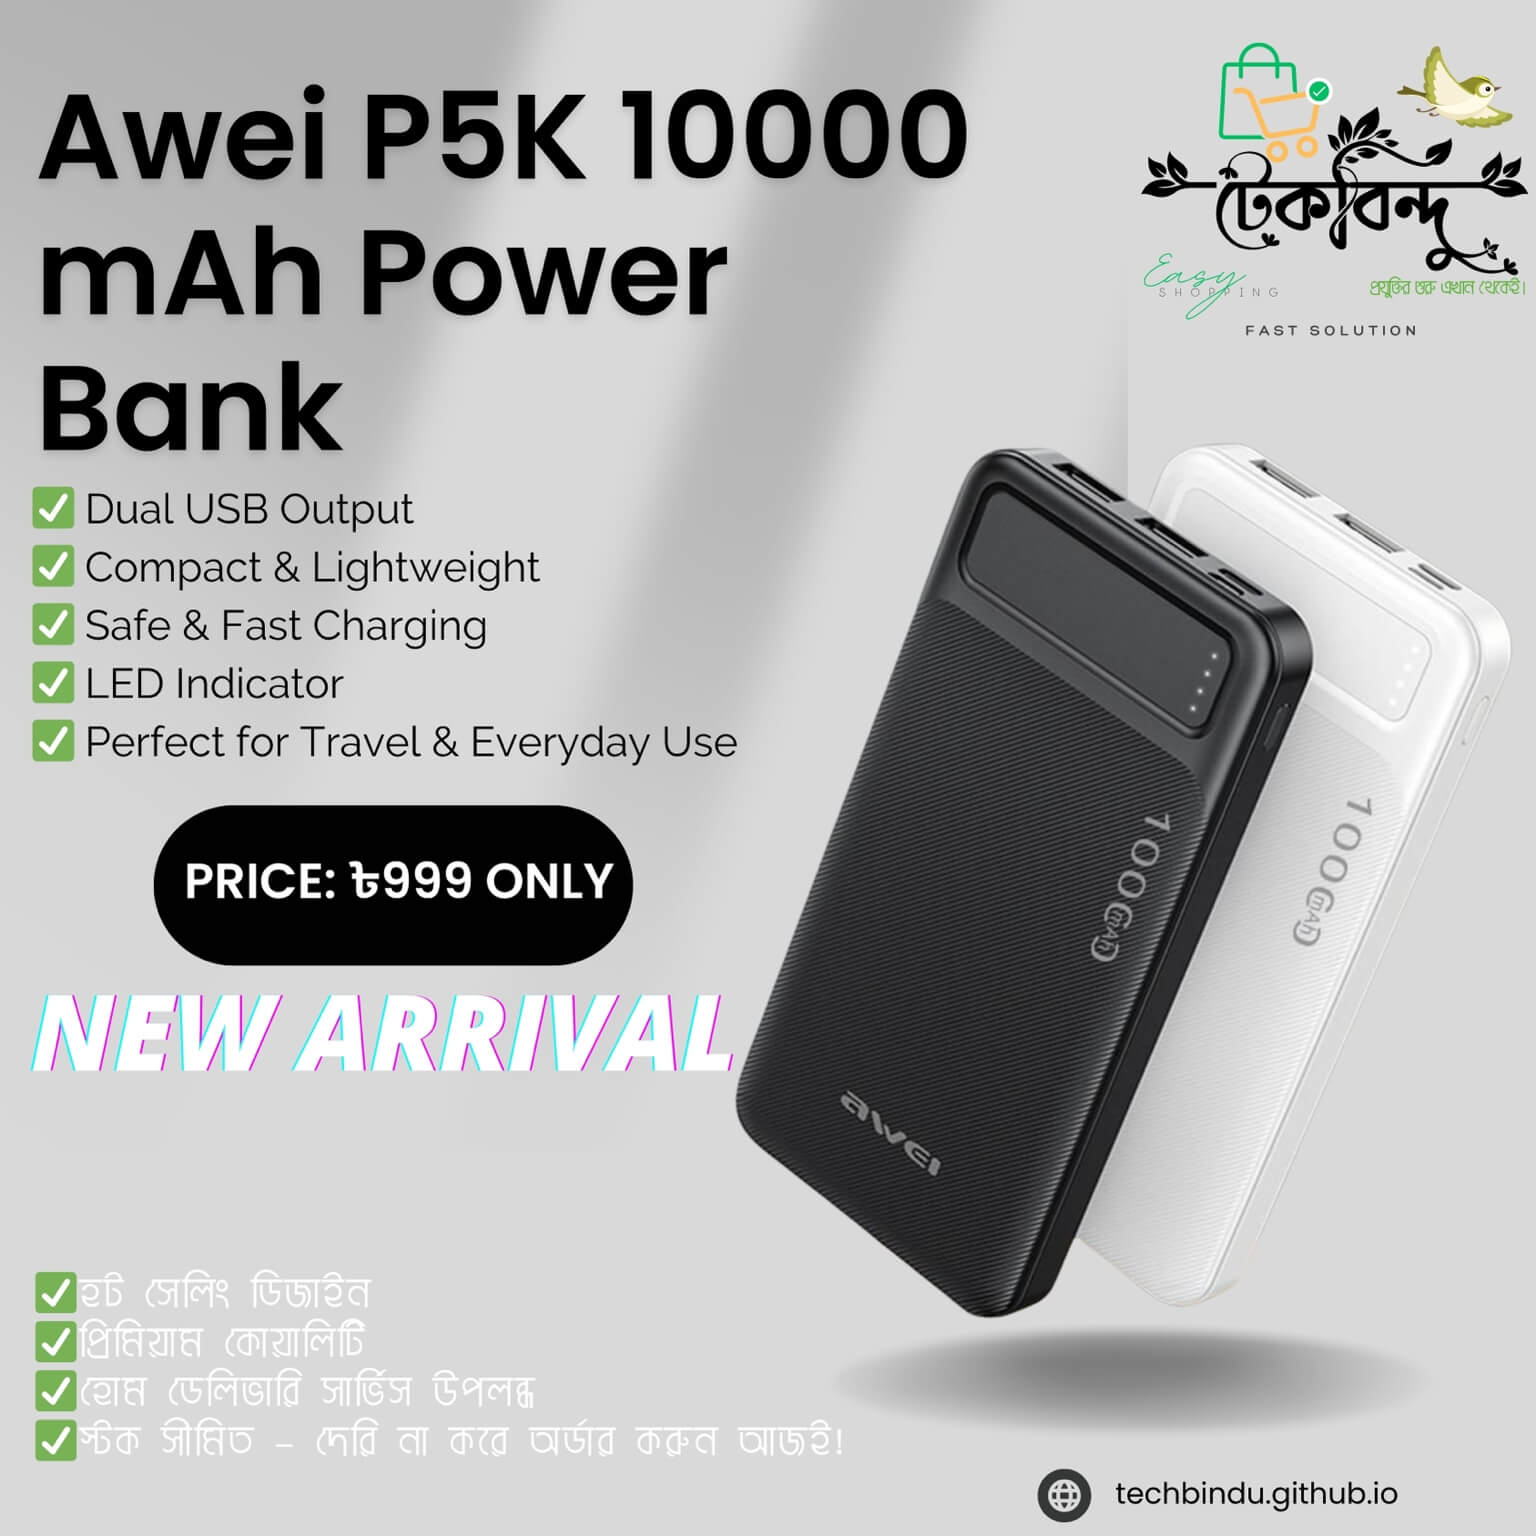 Awei P5K 10000
mAh Power
Bank
✅ Dual USB Output
✅ Compact & Lightweight
✅ Safe & Fast Charging
✅ LED Indicator
✅ Perfect for Travel & Everyday Use
PRICE: ৳999 ONLY
NEW ARRIVAL
✅হট সেলিং ডিজাইন
✅প্রিমিয়াম কোয়ালিটি
✅হোম ডেলিভারি সার্ভিস উপলব্ধ
✅স্টক সীমিত – দেরি না করে অর্ডার করুন আজই!
টেকবিন্দু
Easy
SHOPPING
প্রযুক্তির শুরু এখান থেকেই।
FAST SOLUTION
10000mAh
10000mAh
awei
techbindu.github.io